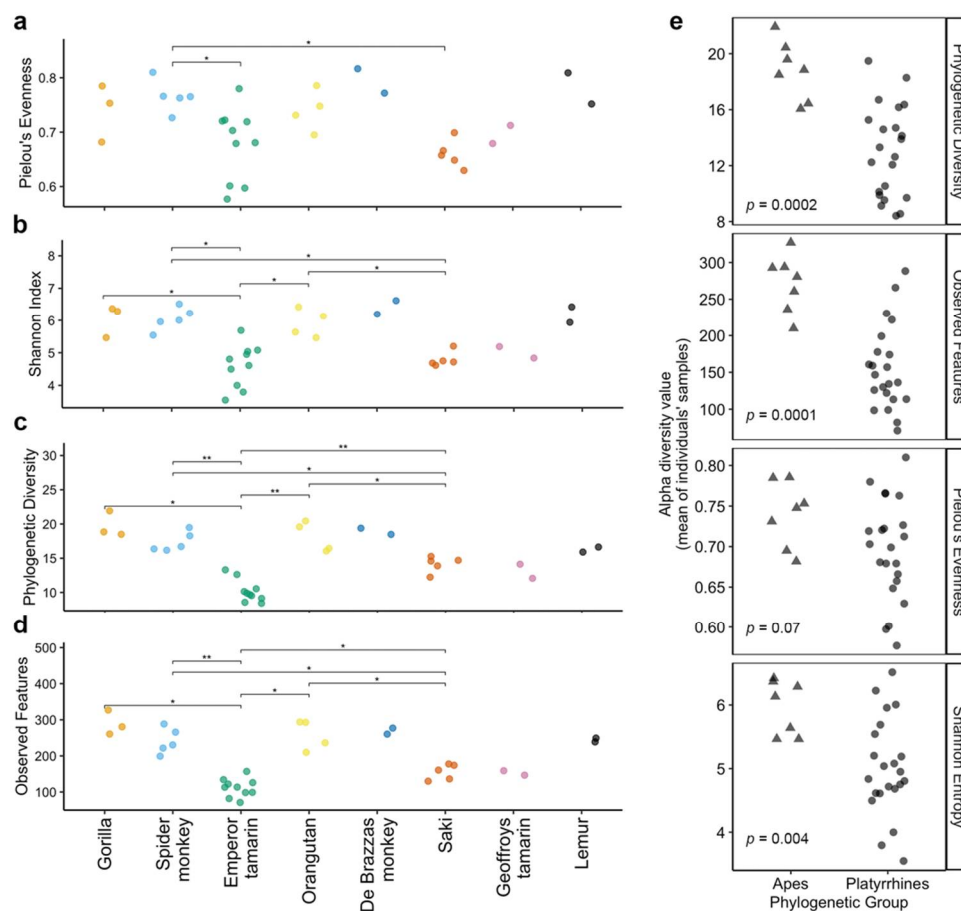 a
Pielou's Evenness
0.8
0.7
0.6
*
*
b
Shannon Index
8
7
6
5
4
*
*
*
*
*
c
Phylogenetic Diversity
30
25
20
15
10
**
**
*
**
*
*
d
Observed Features
500
400
300
200
100
*
**
*
*
*
*
Gorilla
Spider
monkey
Emperor
tamarin
Orangutan
De Brazzas
monkey
Saki
Geoffroys
tamarin
Lemur
e
Alpha diversity value
(mean of individuals' samples)
20
16
12
8
p = 0.0002
Phylogenetic
Diversity
300
250
200
150
100
p = 0.0001
Observed Features
0.80
0.75
0.70
0.65
0.60
p = 0.07
Pielou's Evenness
6
5
4
p = 0.004
Shannon Entropy
Apes
Platyrrhines
Phylogenetic Group